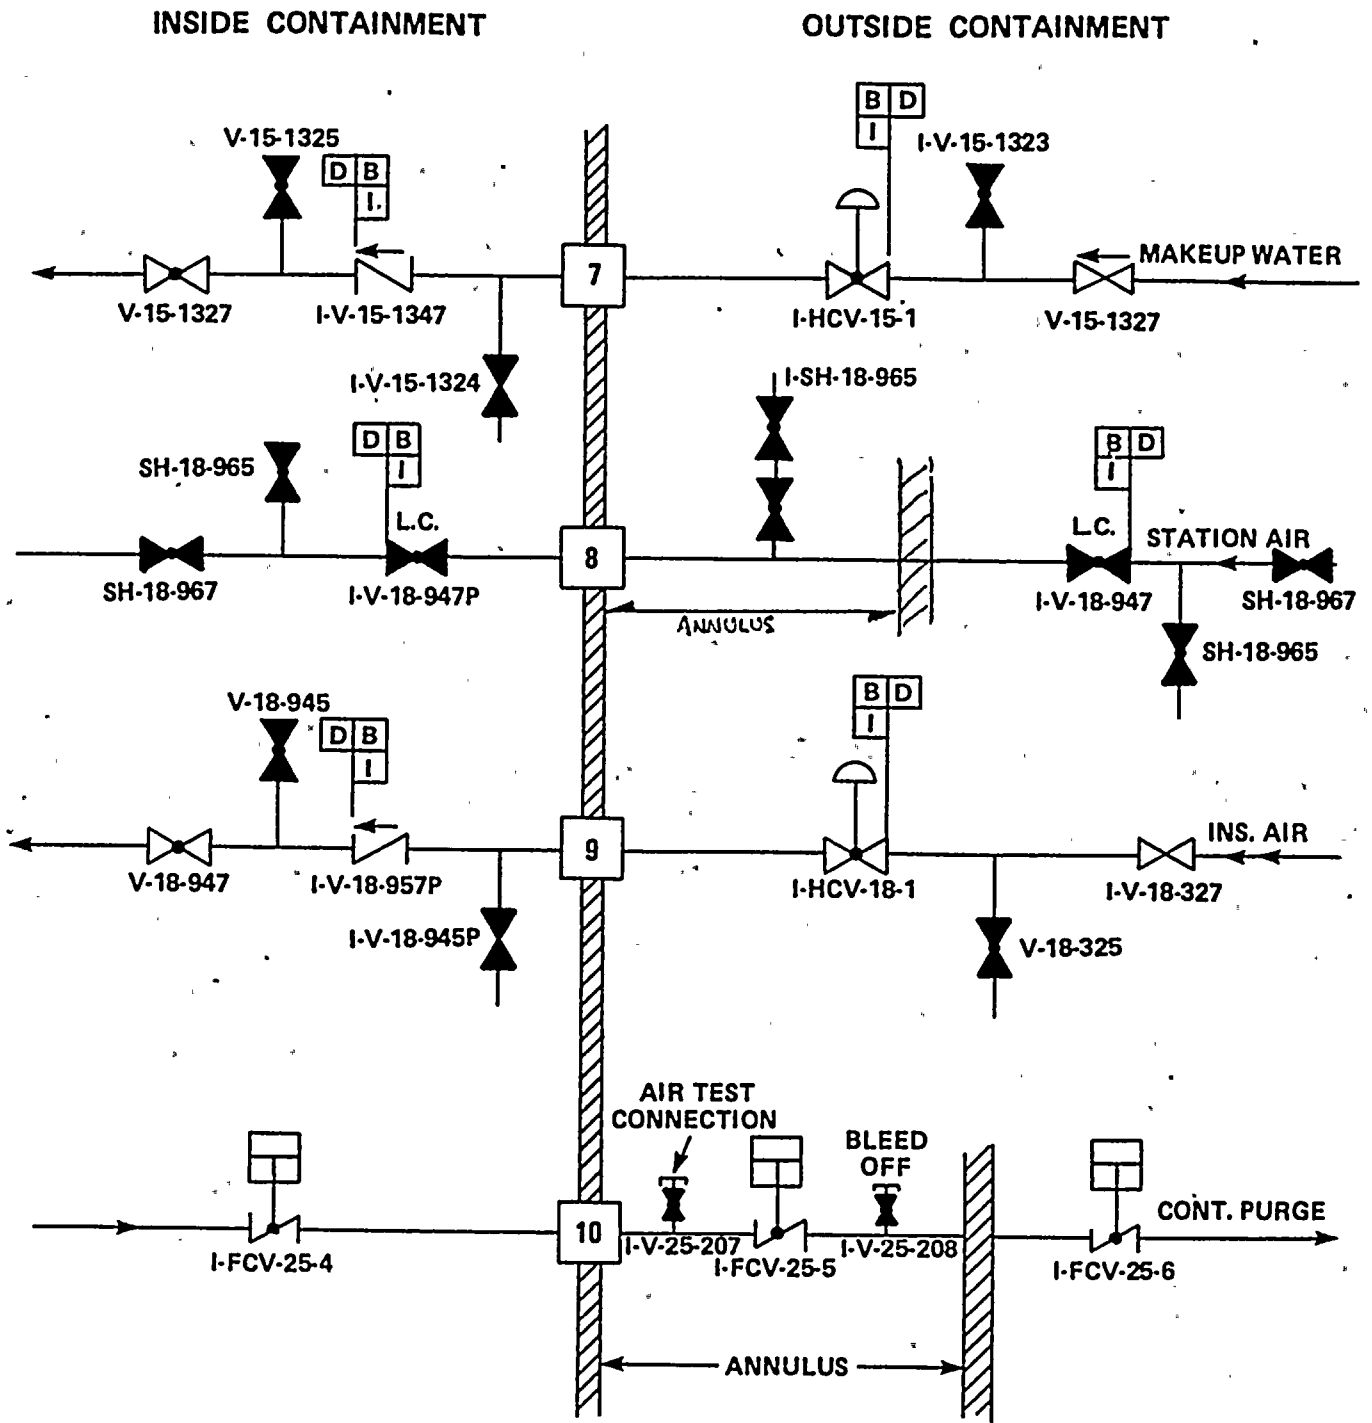 INSIDE CONTAINMENT
OUTSIDE CONTAINMENT
B D
I
V-15-1325
I-V-15-1323
D B
I.
MAKEUP WATER
7
V-15-1327
I-V-15-1347
I-HCV-15-1
V-15-1327
I-V-15-1324
I-SH-18-965
D B
I
B D
I
SH-18-965
L.C.
L.C.
STATION AIR
8
SH-18-967
I-V-18-947P
I-V-18-947
SH-18-967
ANNULUS
SH-18-965
B D
I
V-18-945
D B
I
INS. AIR
9
V-18-947
I-V-18-957P
I-HCV-18-1
I-V-18-327
I-V-18-945P
V-18-325
AIR TEST
CONNECTION
BLEED
OFF
CONT. PURGE
10
I-V-25-207
I-V-25-208
I-FCV-25-4
I-FCV-25-5
I-FCV-25-6
ANNULUS